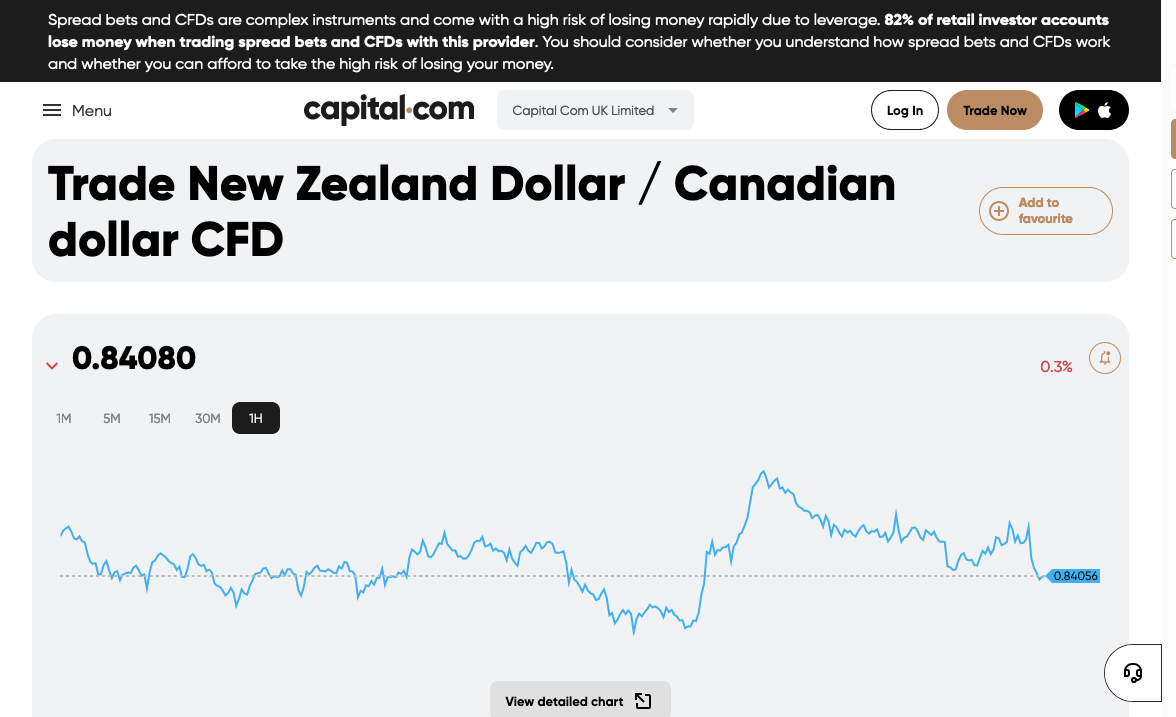 Spread bets and CFDs are complex instruments and come with a high risk of losing money rapidly due to leverage. 82% of retail investor accounts
lose money when trading spread bets and CFDs with this provider. You should consider whether you understand how spread bets and CFDs work
and whether you can afford to take the high risk of losing your money.
Menu
capital.com
Capital Com UK Limited
Log In
Trade Now
Trade New Zealand Dollar / Canadian
dollar CFD
Add to
favourite
0.84080
0.3%
1M 5M 15M 30M 1H
0.84056
View detailed chart